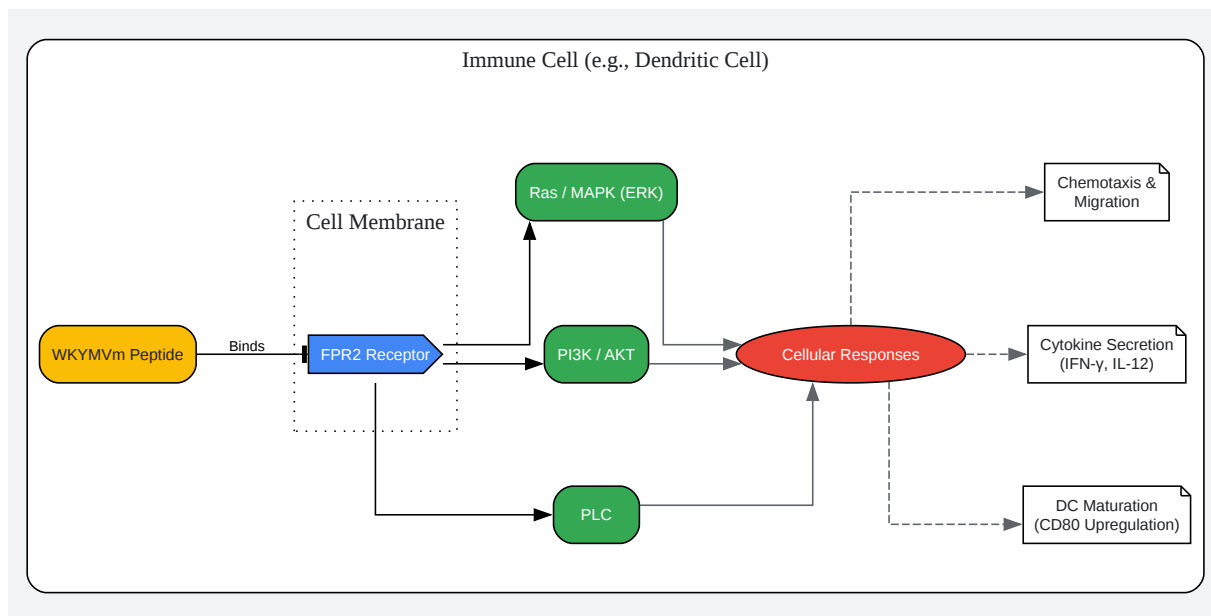 Immune Cell (e.g., Dendritic Cell)
Ras / MAPK (ERK)
Chemotaxis &
Migration
Cell Membrane
WKYMVm Peptide
Binds
FPR2 Receptor
PI3K / AKT
Cellular Responses
Cytokine Secretion
(IFN-γ, IL-12)
PLC
DC Maturation
(CD80 Upregulation)